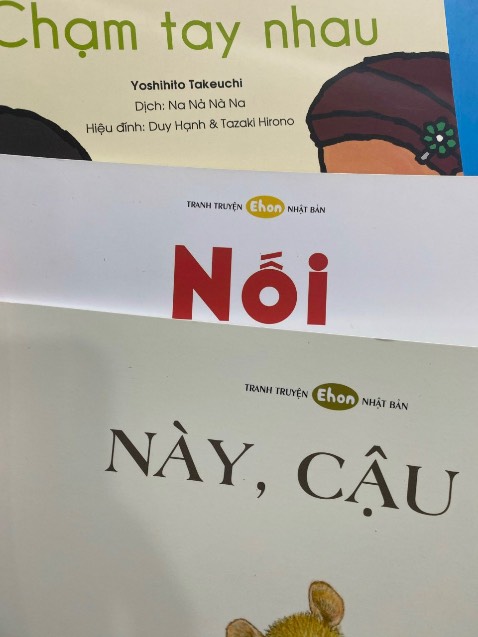 Chạm tay nhau
Yoshihito Takeuchi
Dịch: Na Nả Nà Na
Hiệu đính: Duy Hạnh & Tazaki Hirono
TRANH TRUYỆN Ehon NHẬT BẢN
Nối
TRANH TRUYỆN Ehon NHẬT BẢN
NÀY, CẬU